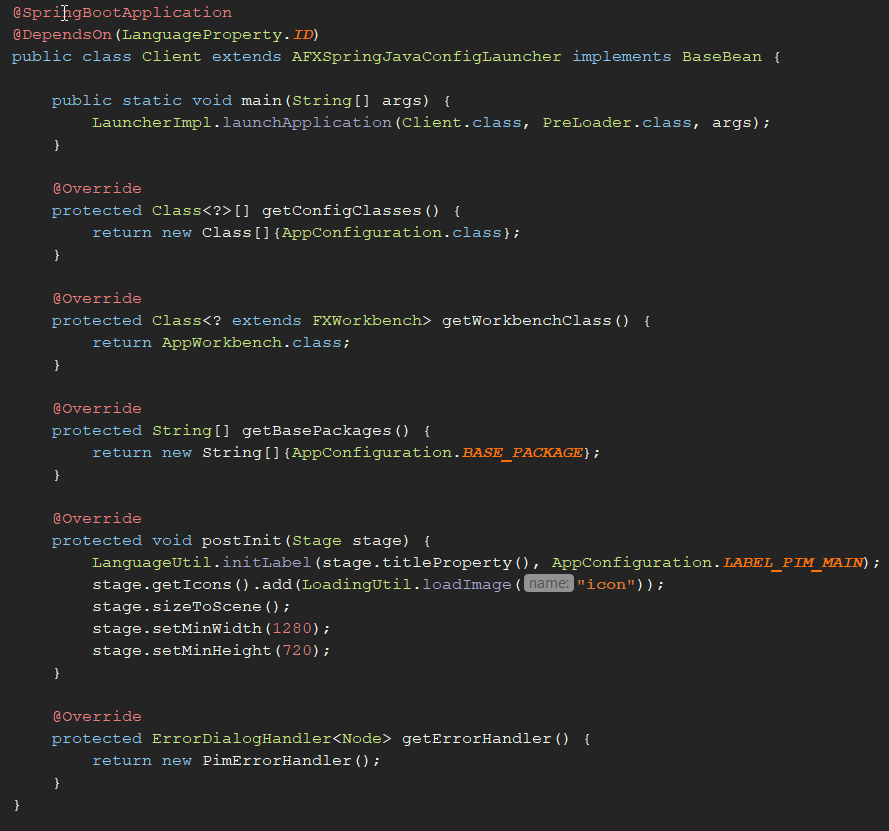 @SpringBootApplication
@DependsOn(LanguageProperty.ID)
public class Client extends AFXSpringJavaConfigLauncher implements BaseBean {
    public static void main(String[] args) {
        LauncherImpl.launchApplication(Client.class, PreLoader.class, args);
    }
    @Override
    protected Class<?>[] getConfigClasses() {
        return new Class[]{AppConfiguration.class};
    }
    @Override
    protected Class<? extends FXWorkbench> getWorkbenchClass() {
        return AppWorkbench.class;
    }
    @Override
    protected String[] getBasePackages() {
        return new String[]{AppConfiguration.BASE_PACKAGE};
    }
    @Override
    protected void postInit(Stage stage) {
        LanguageUtil.initLabel(stage.titleProperty(), AppConfiguration.LABEL_PIM_MAIN);
        stage.getIcons().add(LoadingUtil.loadImage( name: "icon"));
        stage.sizeToScene();
        stage.setMinWidth(1280);
        stage.setMinHeight(720);
    }
    @Override
    protected ErrorDialogHandler<Node> getErrorHandler() {
        return new PimErrorHandler();
    }
}